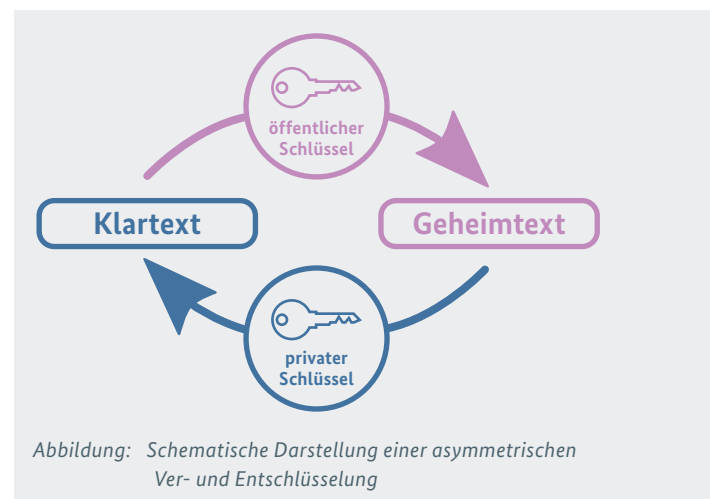 öffentlicher
Schlüssel
Klartext
Geheimtext
privater
Schlüssel
Abbildung: Schematische Darstellung einer asymmetrischen
Ver- und Entschlüsselung